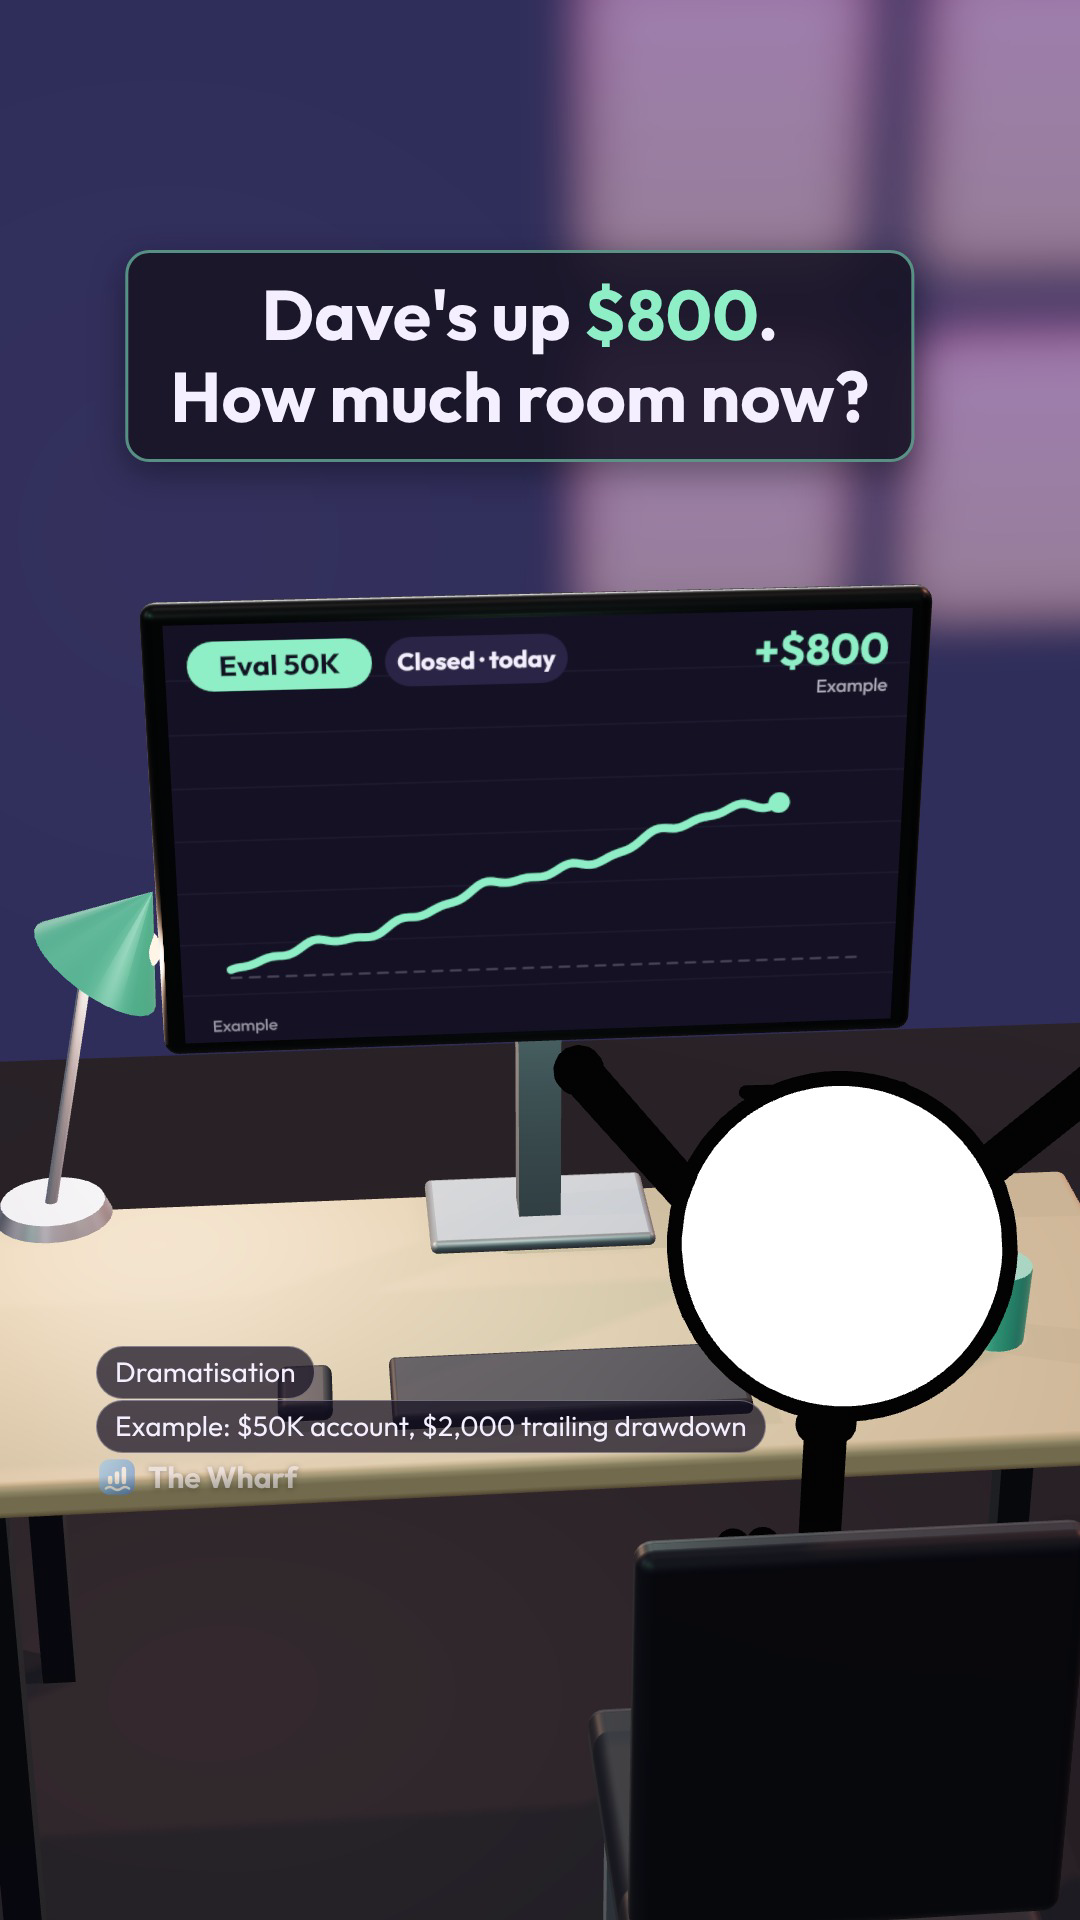 Dave's up $800.
How much room now?
Eval 50K
Closed · today
+$800
Example
Example
Dramatisation
Example: $50K account, $2,000 trailing drawdown
The Wharf